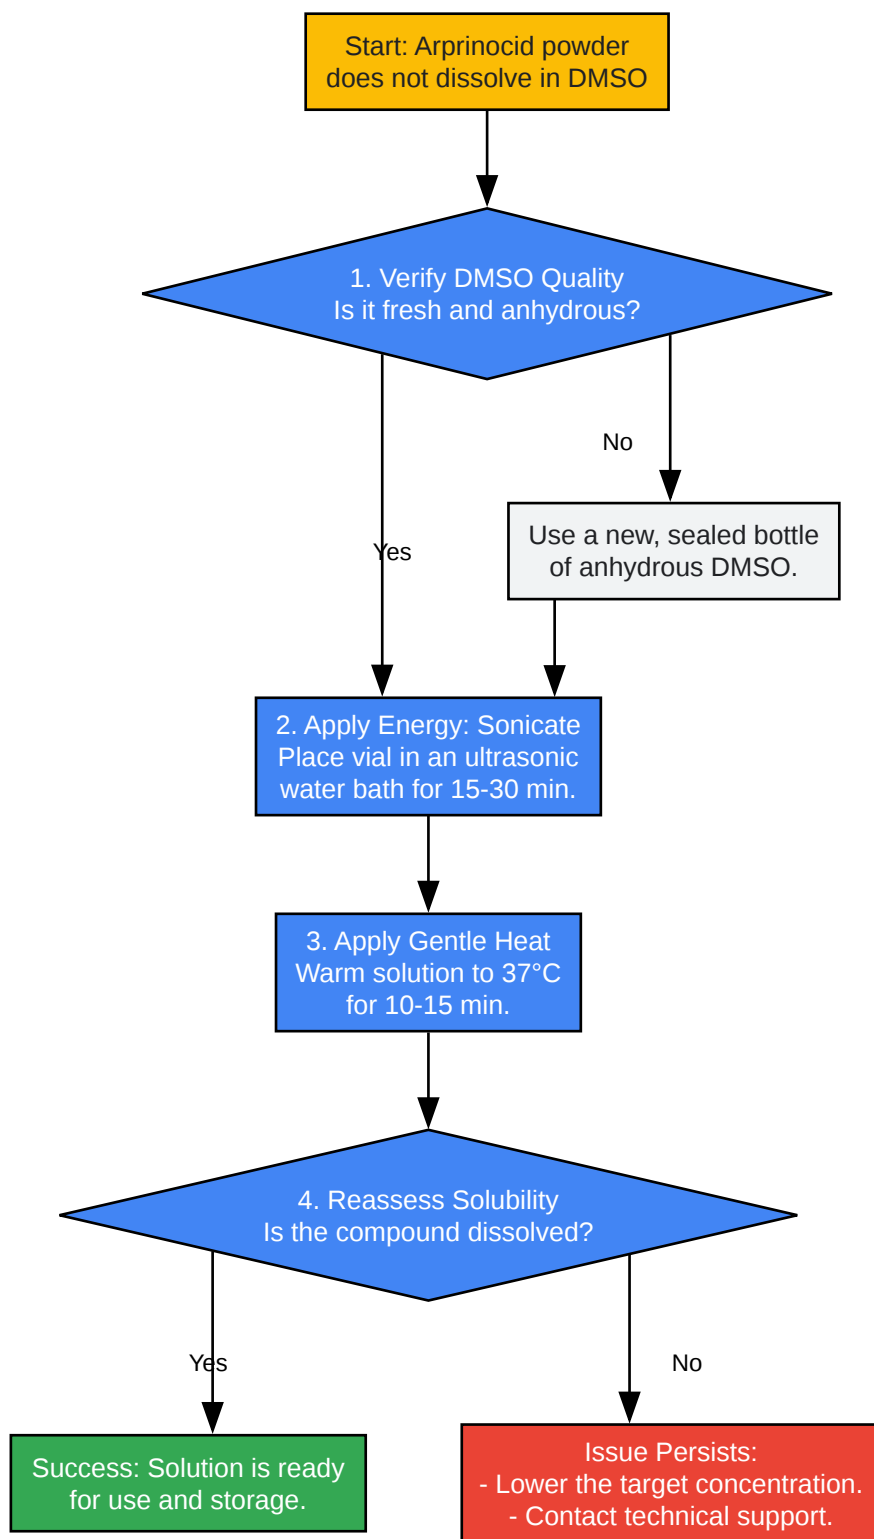 Start: Arprinocid powder
does not dissolve in DMSO
1. Verify DMSO Quality
Is it fresh and anhydrous?
No
Use a new, sealed bottle
of anhydrous DMSO.
Yes
2. Apply Energy: Sonicate
Place vial in an ultrasonic
water bath for 15-30 min.
3. Apply Gentle Heat
Warm solution to 37°C
for 10-15 min.
4. Reassess Solubility
Is the compound dissolved?
Yes
No
Success: Solution is ready
for use and storage.
Issue Persists:
- Lower the target concentration.
- Contact technical support.